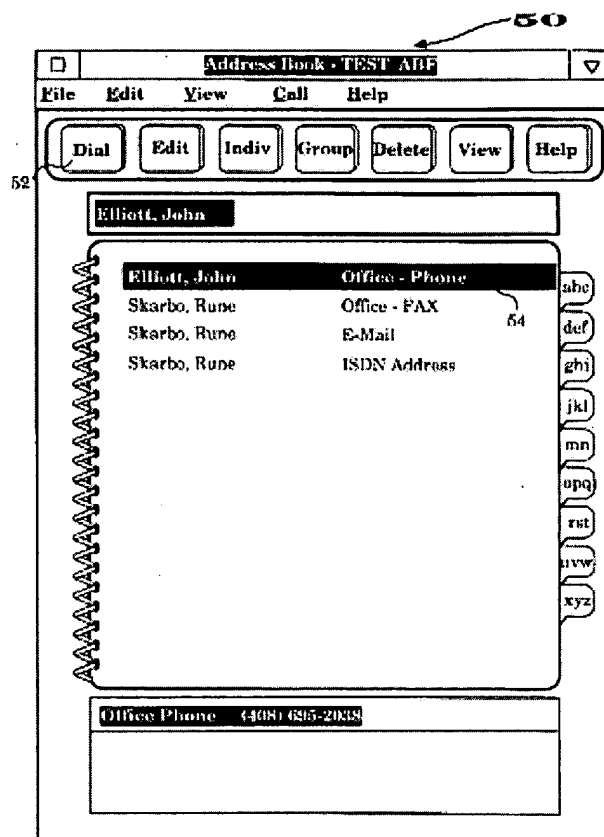 50
Address Book - TEST ABF
File Edit View Call Help
Dial Edit Indiv Group Delete View Help
52
Elliott, John
Elliott, John Office - Phone
Skarbo, Rune Office - FAX
54
Skarbo, Rune E-Mail
Skarbo, Rune ISDN Address
abc
def
ghi
jkl
mn
opq
rst
uvw
xyz
Office Phone (408) 695-2038